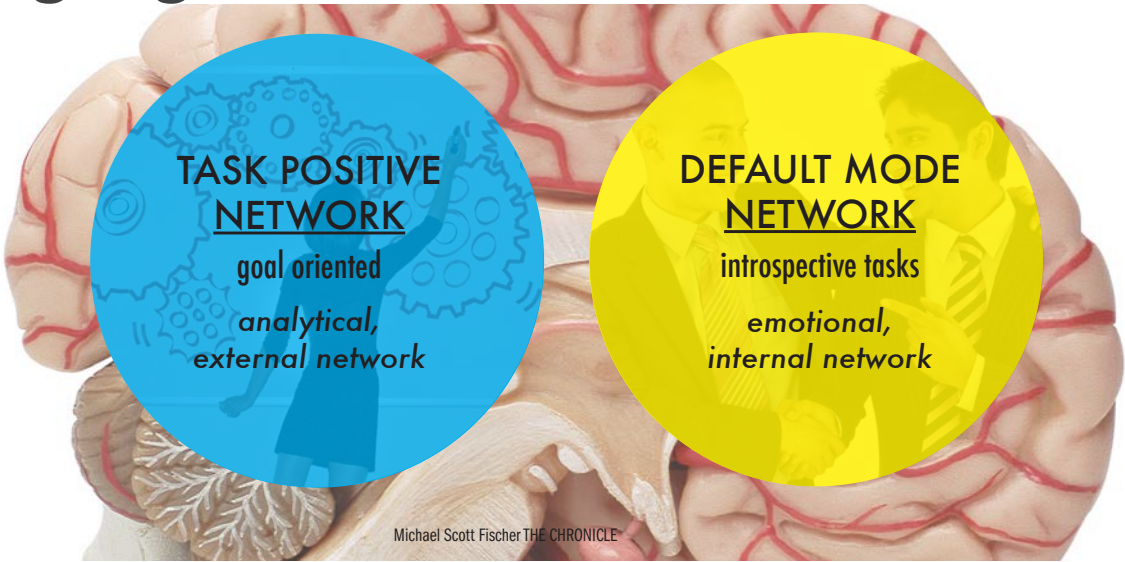 TASK POSITIVE
NETWORK
goal oriented
analytical,
external network
DEFAULT MODE
NETWORK
introspective tasks
emotional,
internal network
Michael Scott Fischer THE CHRONICLE